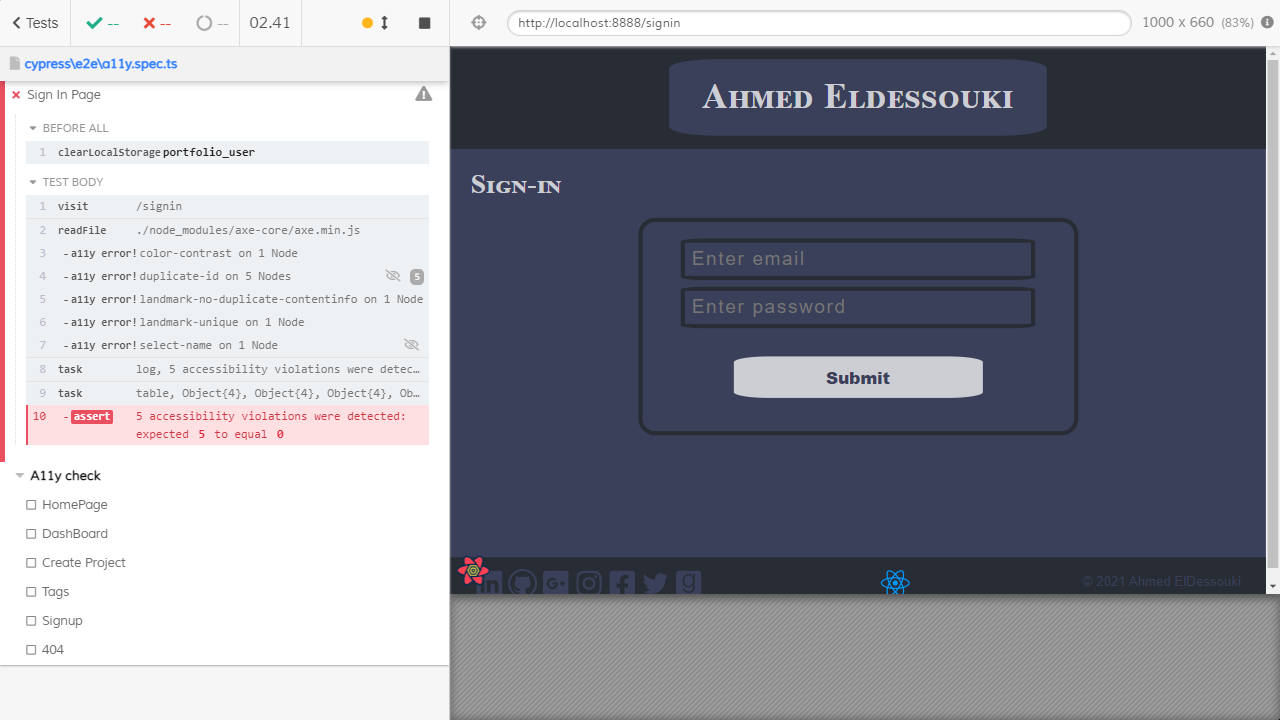 Tests
--
--
--
02.41
http://localhost:8888/signin
1000 x 660 (83%)
cypress\e2e\a11y.spec.ts
Sign In Page
BEFORE ALL
1 clearLocalStorage portfolio_user
TEST BODY
1 visit /signin
2 readFile ./node_modules/axe-core/axe.min.js
3 -a11y error! color-contrast on 1 Node
4 -a11y error! duplicate-id on 5 Nodes 5
5 -a11y error! landmark-no-duplicate-contentinfo on 1 Node
6 -a11y error! landmark-unique on 1 Node
7 -a11y error! select-name on 1 Node
8 task log, 5 accessibility violations were detec…
9 task table, Object{4}, Object{4}, Object{4}, Ob…
10 -assert 5 accessibility violations were detected:
expected 5 to equal 0
A11y check
HomePage
DashBoard
Create Project
Tags
Signup
404
Ahmed Eldessouki
Sign-in
Enter email
Enter password
Submit
© 2021 Ahmed ElDessouki